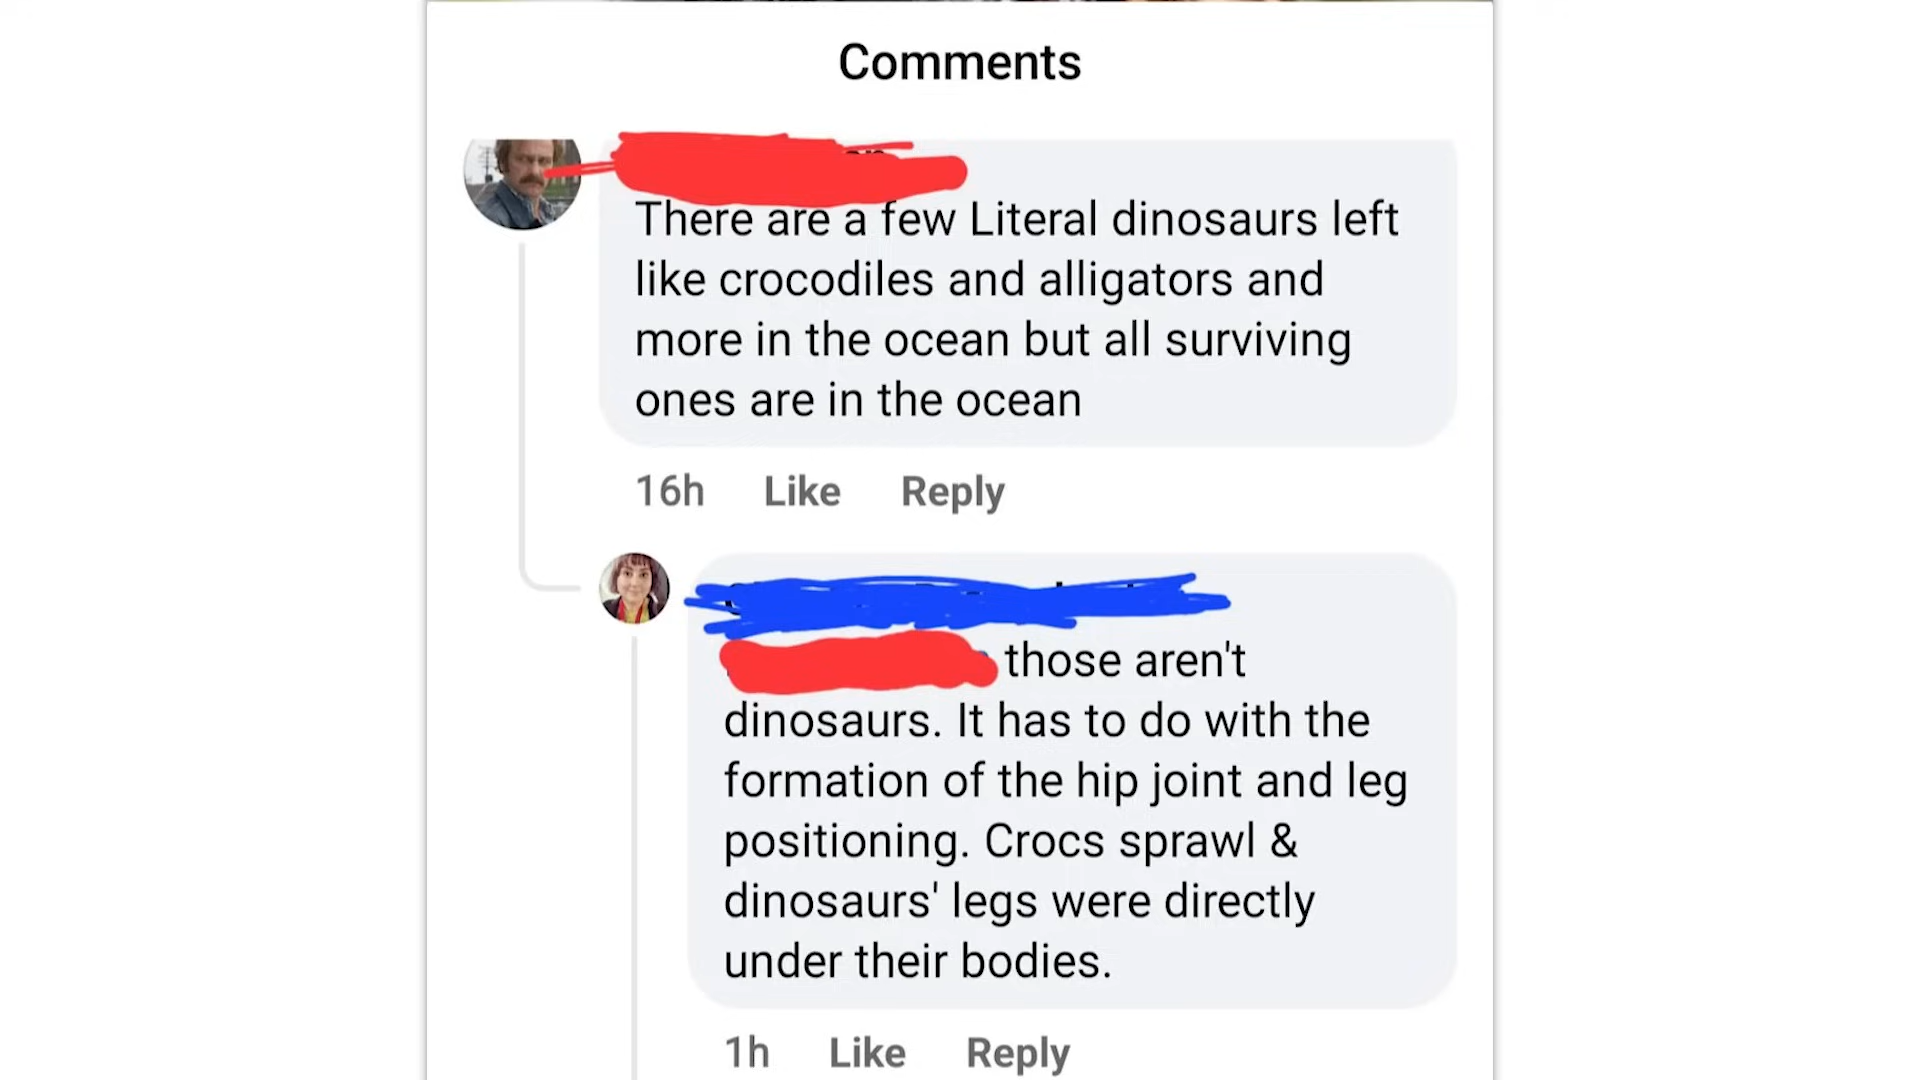 Comments
There are a few Literal dinosaurs left
like crocodiles and alligators and
more in the ocean but all surviving
ones are in the ocean
16h Like Reply
those aren't
dinosaurs. It has to do with the
formation of the hip joint and leg
positioning. Crocs sprawl &
dinosaurs' legs were directly
under their bodies.
1h Like Reply